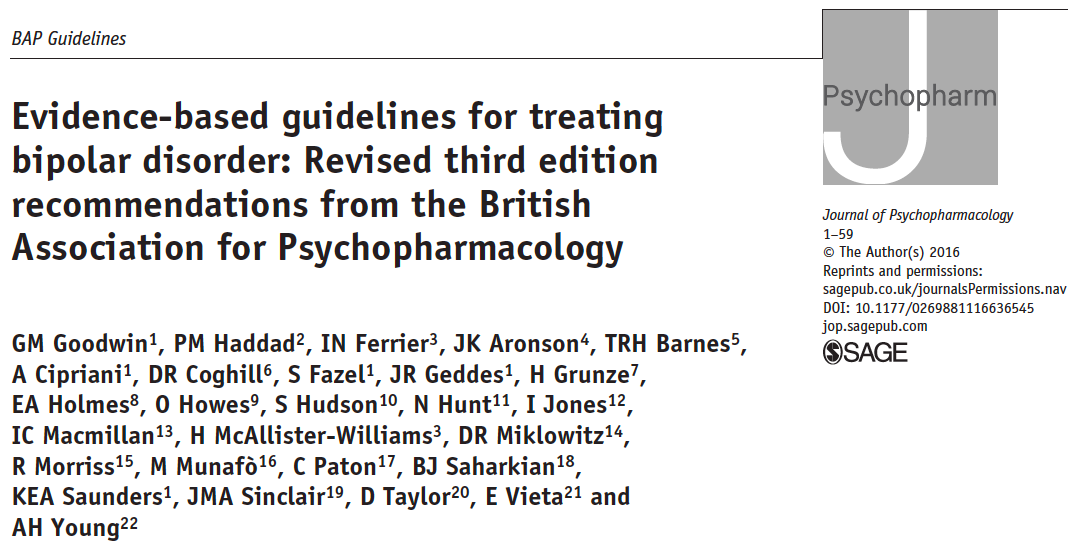 BAP Guidelines
Evidence-based guidelines for treating
bipolar disorder: Revised third edition
recommendations from the British
Association for Psychopharmacology
GM Goodwin1, PM Haddad2, IN Ferrier3, JK Aronson4, TRH Barnes5,
A Cipriani1, DR Coghill6, S Fazel1, JR Geddes1, H Grunze7,
EA Holmes8, O Howes9, S Hudson10, N Hunt11, I Jones12,
IC Macmillan13, H McAllister-Williams3, DR Miklowitz14,
R Morriss15, M Munafò16, C Paton17, BJ Saharkian18,
KEA Saunders1, JMA Sinclair19, D Taylor20, E Vieta21 and
AH Young22
J
Psychopharm
Journal of Psychopharmacology
1–59
© The Author(s) 2016
Reprints and permissions:
sagepub.co.uk/journalsPermissions.nav
DOI: 10.1177/0269881116636545
jop.sagepub.com
SAGE